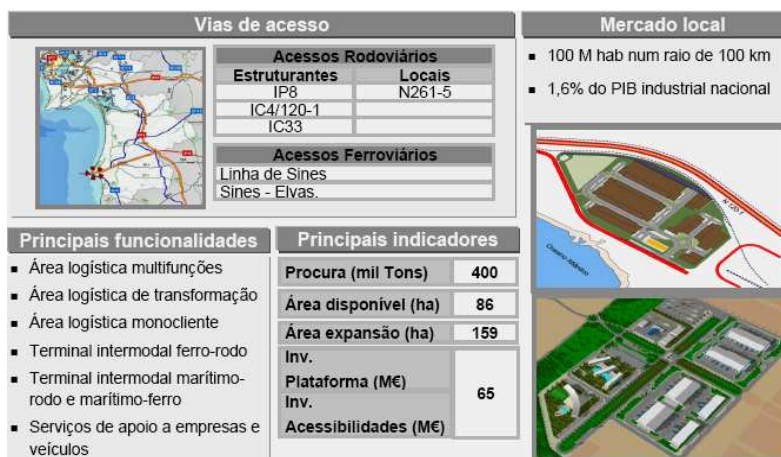 Vias de acesso
Acessos Rodoviários
Estruturantes Locais
IP8 N261-5
IC4/120-1
IC33
Acessos Ferroviários
Linha de Sines
Sines - Elvas.
Mercado local
100 M hab num raio de 100 km
1,6% do PIB industrial nacional
N 120-1
Oceano Atlântico
Principais funcionalidades
Área logística multifunções
Área logística de transformação
Área logística monocliente
Terminal intermodal ferro-rodo
Terminal intermodal marítimo-
rodo e marítimo-ferro
Serviços de apoio a empresas e
veículos
Principais indicadores
Procura (mil Tons) 400
Área disponível (ha) 86
Área expansão (ha) 159
Inv.
Plataforma (M€) 65
Inv.
Acessibilidades (M€)